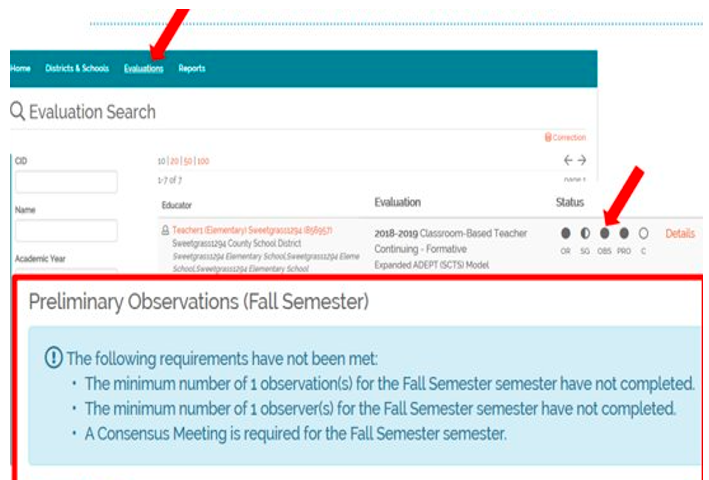 Home Districts & Schools Evaluations Reports
Evaluation Search
Correction
CID
10 | 20 | 50 | 100
1-7 of 7
page 1
Name
Educator Evaluation Status
Teacher1 (Elementary) Sweetgrass1294 (856957)
2018-2019 Classroom-Based Teacher
Details
Sweetgrass1294 County School District
Continuing - Formative
OR SG OBS PRO C
Academic Year
Sweetgrass1294 Elementary School,Sweetgrass1294 Eleme
Expanded ADEPT (SCTS) Model
School,Sweetgrass1294 Elementary School
Preliminary Observations (Fall Semester)
The following requirements have not been met:
• The minimum number of 1 observation(s) for the Fall Semester semester have not completed.
• The minimum number of 1 observer(s) for the Fall Semester semester have not completed.
• A Consensus Meeting is required for the Fall Semester semester.